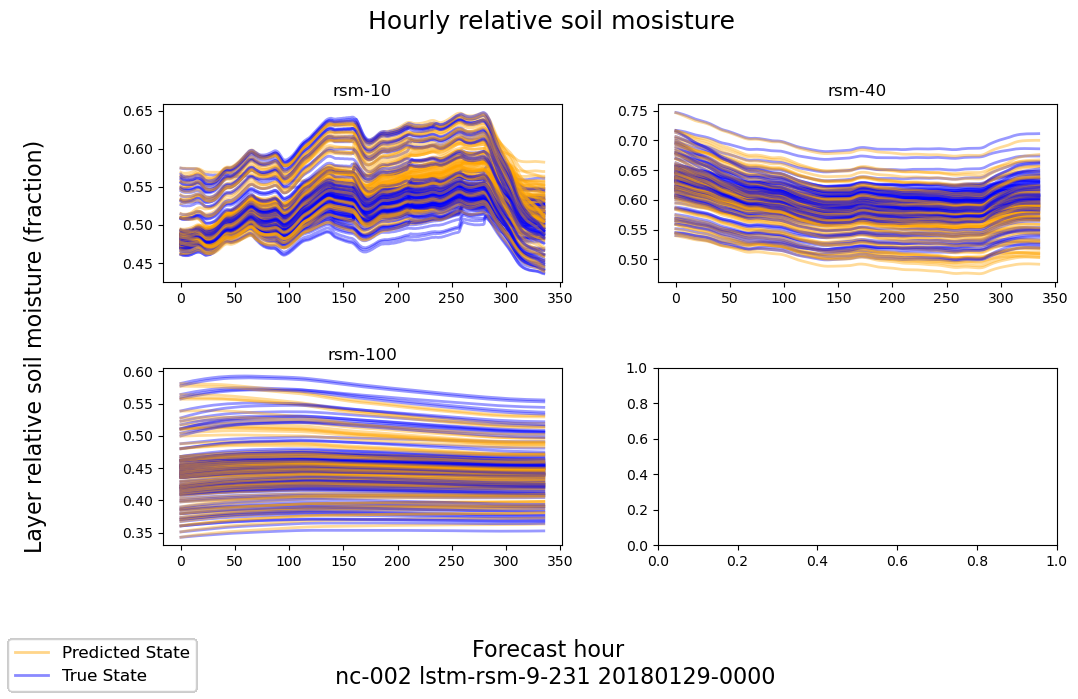 Hourly relative soil mosisture
rsm-10
0.65
0.60
0.55
0.50
0.45
0 50 100 150 200 250 300 350
rsm-40
0.75
0.70
0.65
0.60
0.55
0.50
0 50 100 150 200 250 300 350
Layer relative soil moisture (fraction)
rsm-100
0.60
0.55
0.50
0.45
0.40
0.35
0 50 100 150 200 250 300 350
1.0
0.8
0.6
0.4
0.2
0.0
0.0 0.2 0.4 0.6 0.8 1.0
Predicted State
True State
Forecast hour
nc-002 lstm-rsm-9-231 20180129-0000